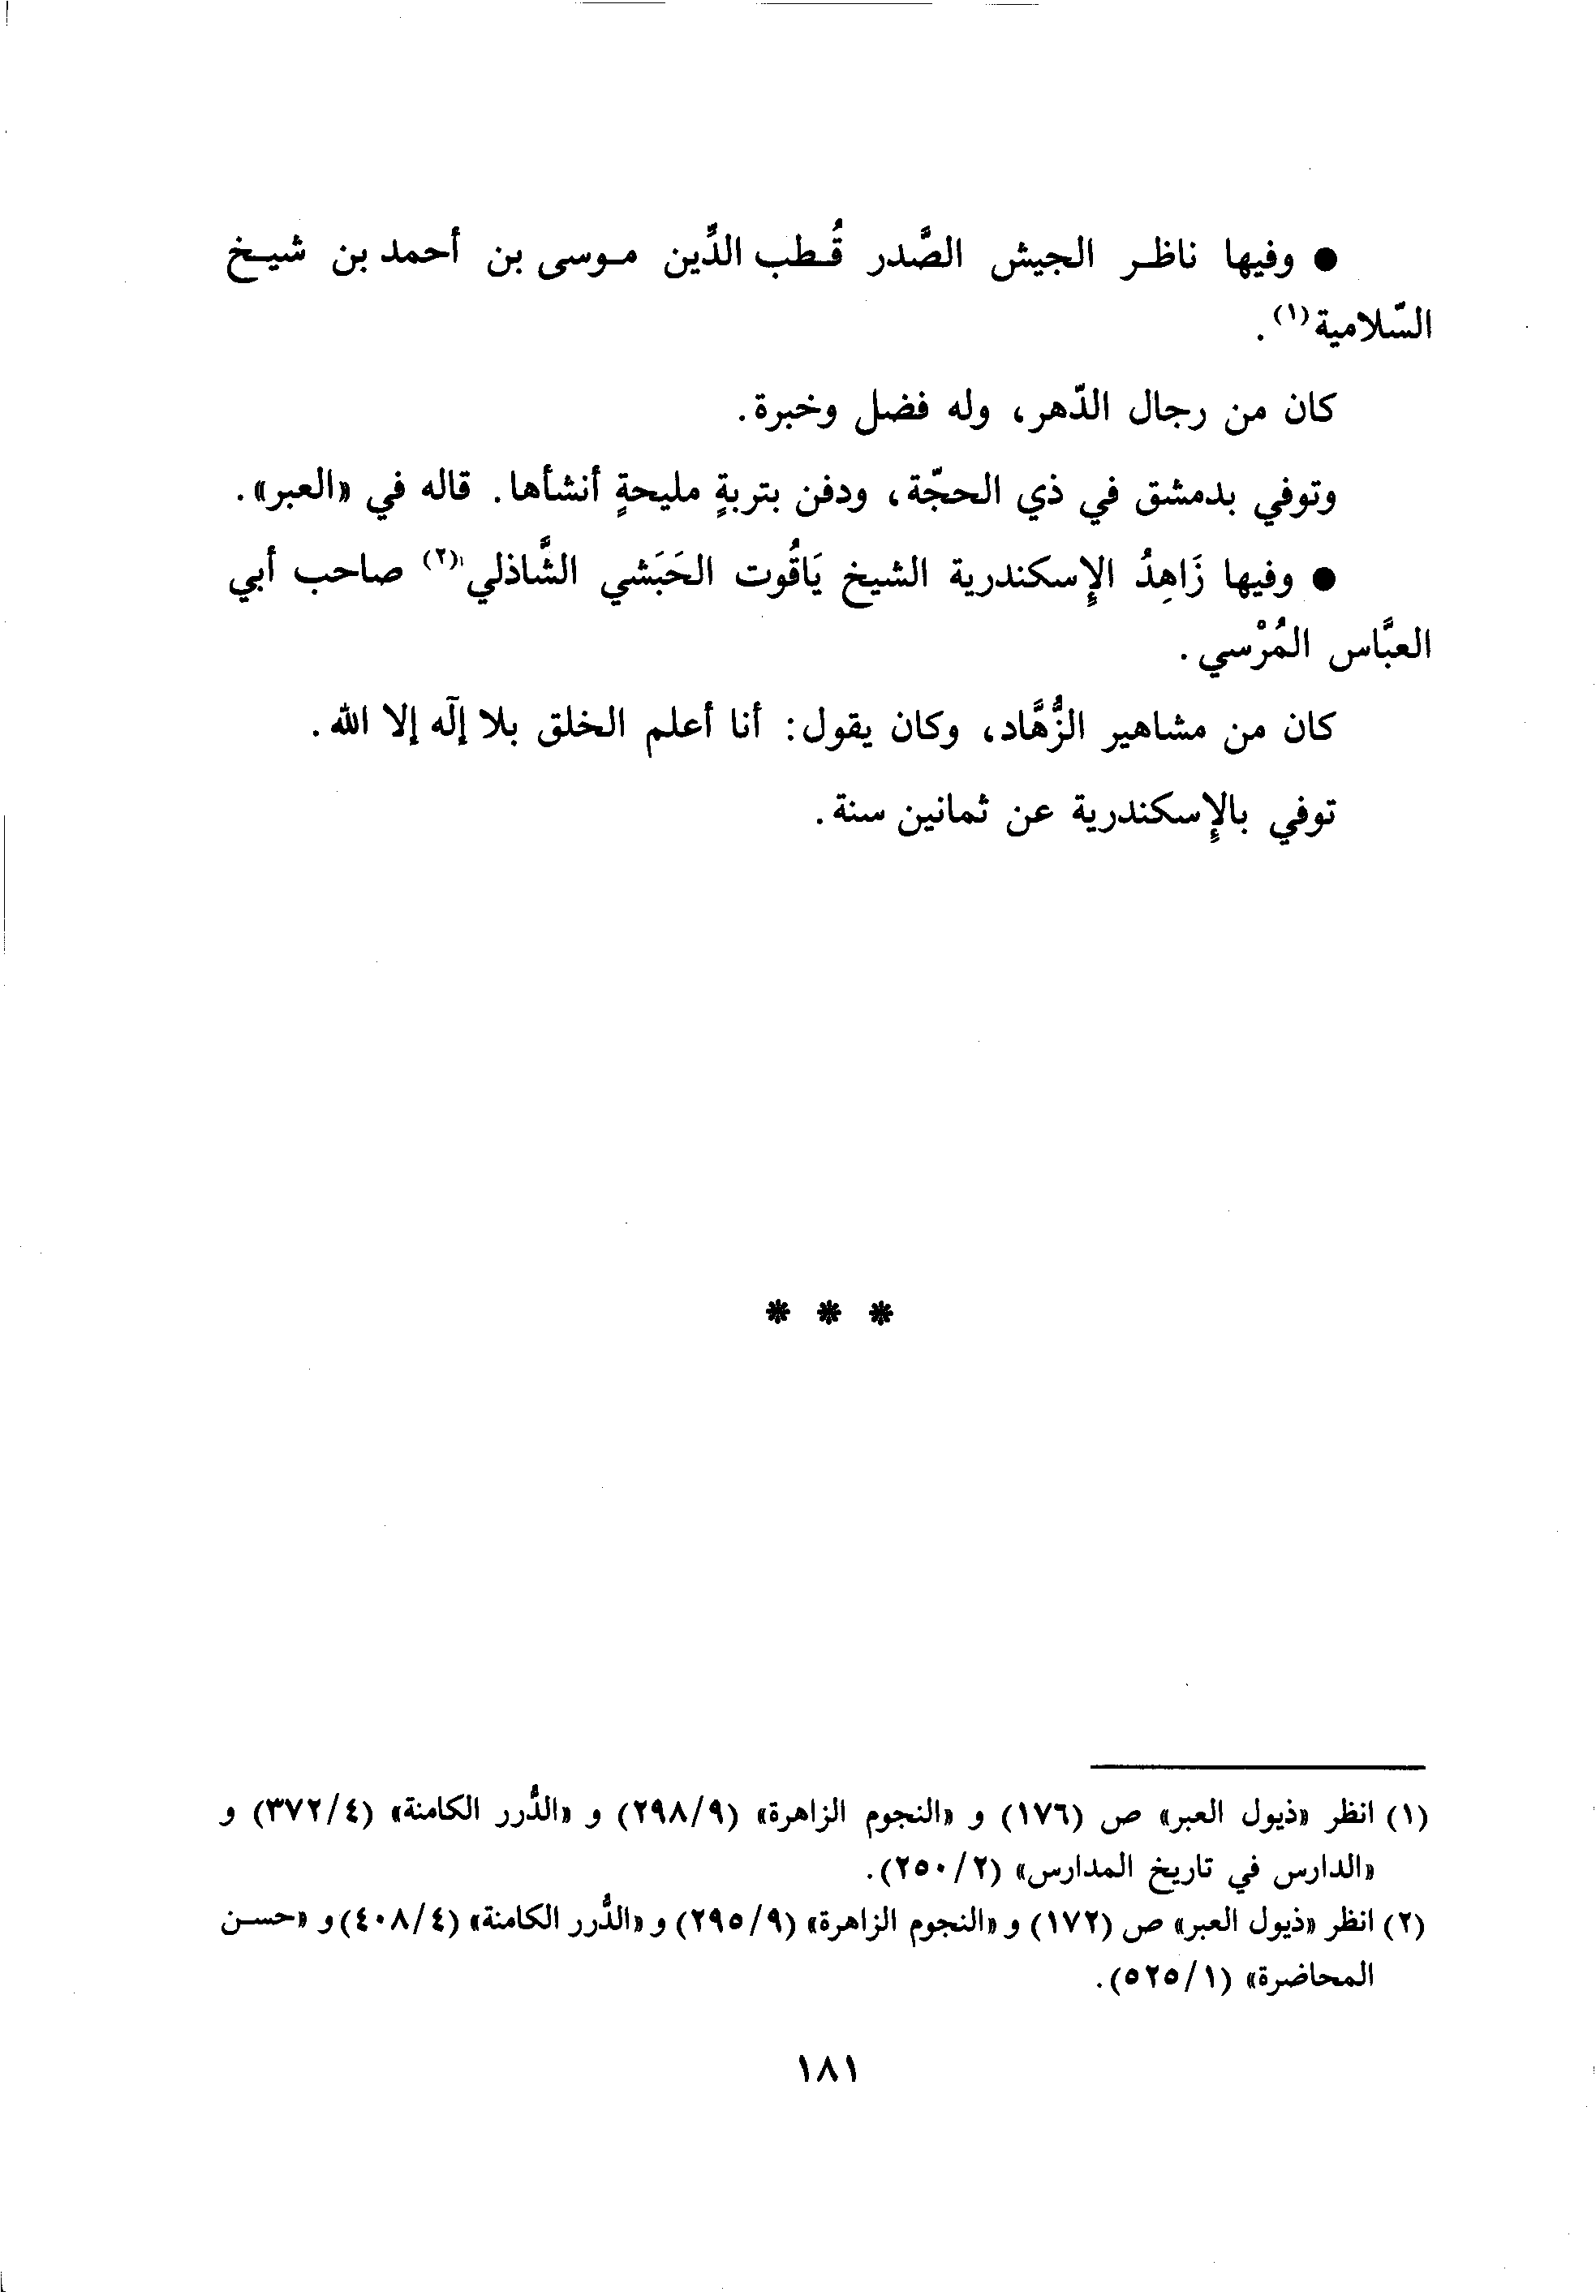 ● وفيها ناظر الجيش الصَّدر قُطب الدِّين موسى بن أحمد بن شيخ
السّلامية(١).
كان من رجال الدّهر، وله فضل وخبرة.
وتوفي بدمشق في ذي الحجّة، ودفن بتربةٍ مليحةٍ أنشأها. قاله في «العبر».
● وفيها زَاهِدُ الإِسكندرية الشيخ يَاقُوت الحَبَشي الشَّاذلي(٢) صاحب أبي
العبَّاس المُرْسي.
كان من مشاهير الزُّهَّاد، وكان يقول: أنا أعلم الخلق بلا إلٓه إلا الله.
توفي بالإِسكندرية عن ثمانين سنة.
* * *
(١) انظر «ذيول العبر» ص (١٧٦) و «النجوم الزاهرة» (٢٩٨/٩) و «الدُّرر الكامنة» (٣٧٢/٤) و
«الدارس في تاريخ المدارس» (٢٥٠/٢).
(٢) انظر «ذيول العبر» ص (١٧٢) و «النجوم الزاهرة» (٢٩٥/٩) و «الدُّرر الكامنة» (٤٠٨/٤) و «حسن
المحاضرة» (٥٢٥/١).
١٨١